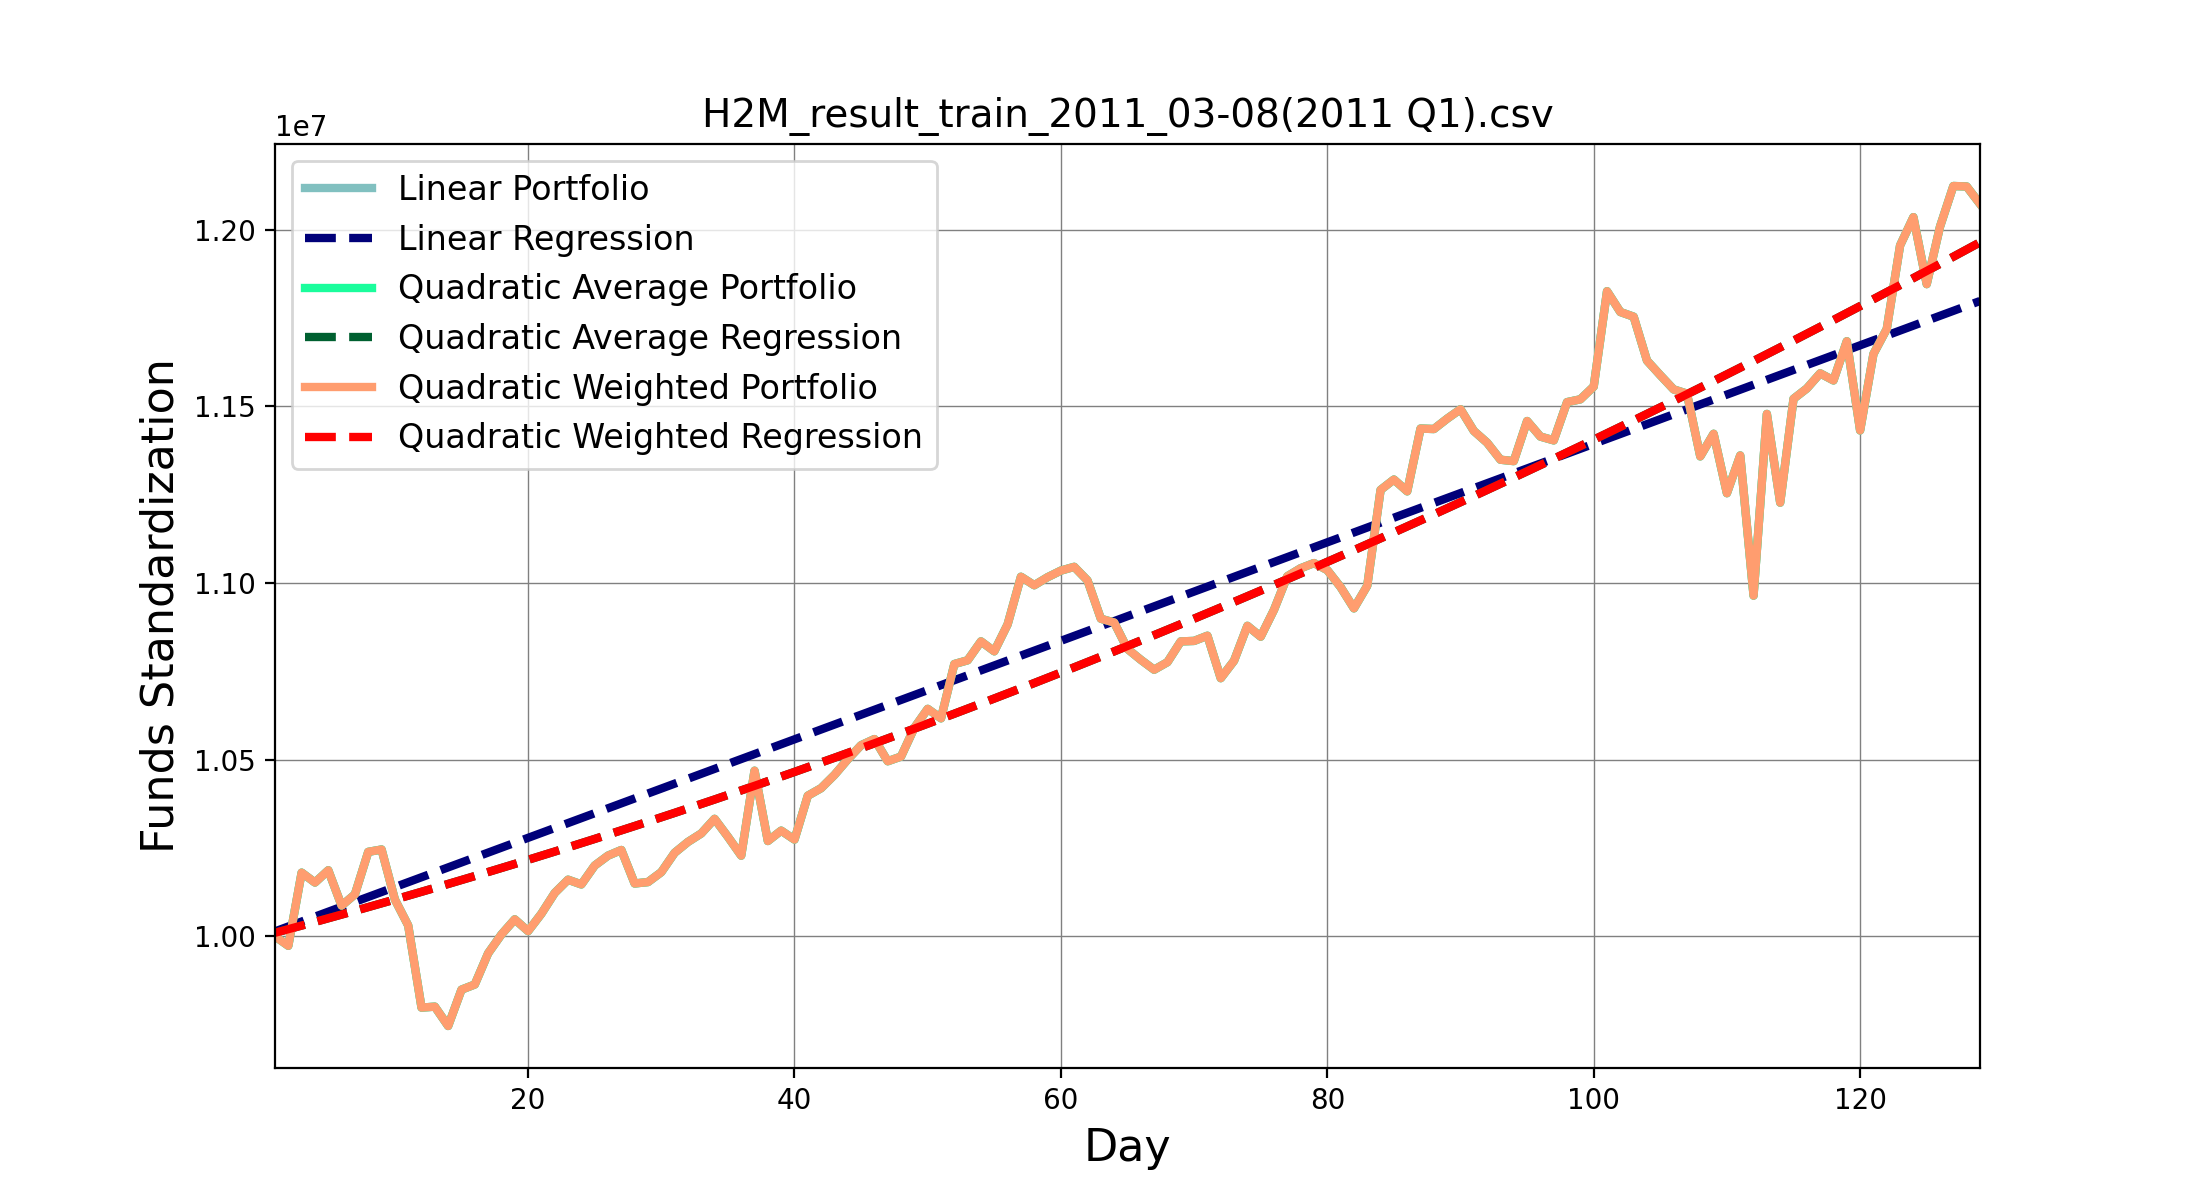 H2M_result_train_2011_03-08(2011 Q1).csv
1e7
Linear Portfolio
Linear Regression
Quadratic Average Portfolio
Quadratic Average Regression
Quadratic Weighted Portfolio
Quadratic Weighted Regression
1.20
1.15
1.10
1.05
1.00
Funds Standardization
20 40 60 80 100 120
Day